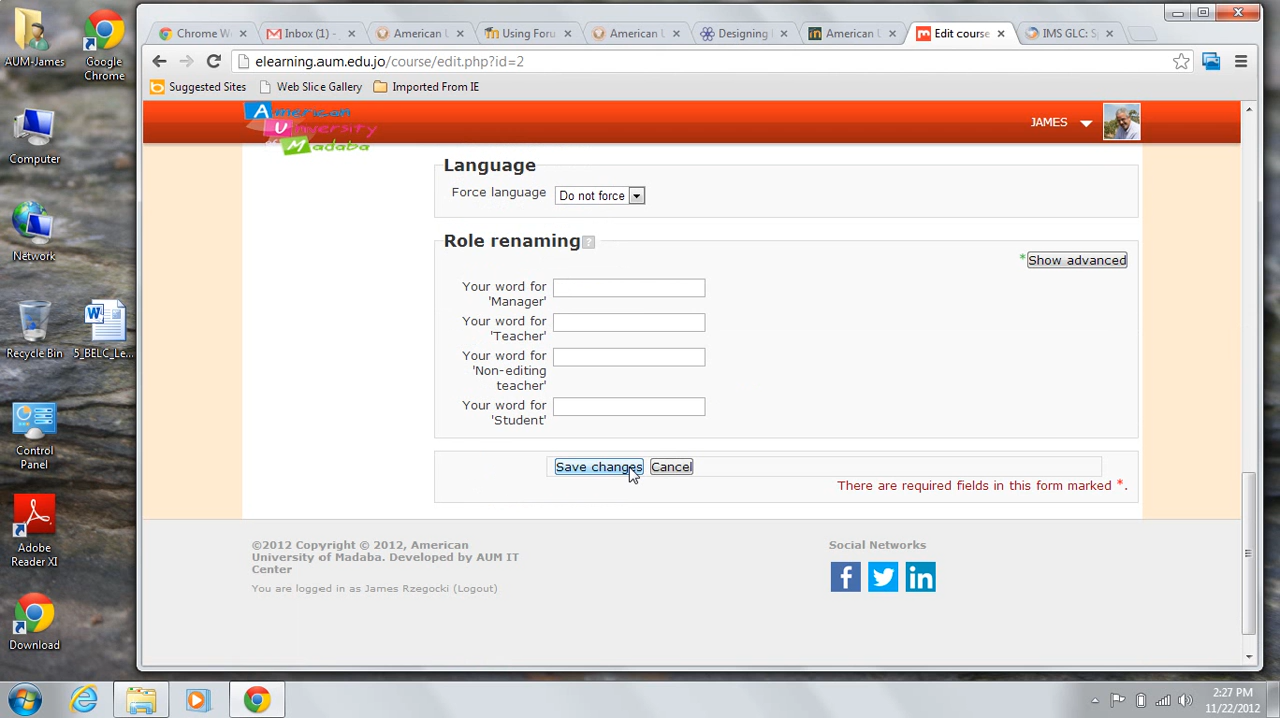 AUM-James
Google
Chrome
Computer
Network
Recycle Bin
5_BELC_Le...
Control
Panel
Adobe
Reader XI
Download
Chrome W
Inbox (1) -
American U
Using For
American U
Designing
American U
Edit course
IMS GLC: S
elearning.aum.edu.jo/course/edit.php?id=2
Suggested Sites
Web Slice Gallery
Imported From IE
American
University
of Madaba
JAMES
Language
Force language
Do not force
Role renaming
?
* Show advanced
Your word for
'Manager'
Your word for
'Teacher'
Your word for
'Non-editing
teacher'
Your word for
'Student'
Save changes
Cancel
There are required fields in this form marked *.
©2012 Copyright © 2012, American
University of Madaba. Developed by AUM IT
Center
You are logged in as James Rzegocki (Logout)
Social Networks
f
in
2:27 PM
11/22/2012